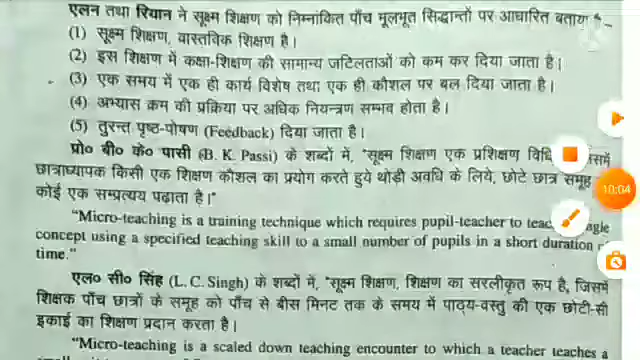 एलन तथा रियान ने सूक्ष्म शिक्षण को निम्नांकित पाँच मूलभूत सिद्धान्तों पर आधारित बताया
(1) सूक्ष्म शिक्षण, वास्तविक शिक्षण है।
(2) इस शिक्षण में कक्षा-शिक्षण की सामान्य जटिलताओं को कम कर दिया जाता है।
(3) एक समय में एक ही कार्य विशेष तथा एक ही कौशल पर बल दिया जाता है।
(4) अभ्यास क्रम की प्रक्रिया पर अधिक नियन्त्रण सम्भव होता है।
(5) तुरन्त पृष्ठ-पोषण (Feedback) दिया जाता है।
प्रो० बी० के० पासी (B. K. Passi) के शब्दों में, "सूक्ष्म शिक्षण एक प्रशिक्षण विधि
छात्राध्यापक किसी एक शिक्षण कौशल का प्रयोग करते हुये थोड़ी अवधि के लिये, छोटे छात्र समूह
10:04
कोई एक सम्प्रत्यय पढ़ाता है।"
"Micro-teaching is a training technique which requires pupil-teacher to
concept using a specified teaching skill to a small number of pupils in a short duration
time."
एल० सी० सिंह (L. C. Singh) के शब्दों में, "सूक्ष्म शिक्षण, शिक्षण का सरलीकृत रूप है, जिसमें
शिक्षक पाँच छात्रों के समूह को पाँच से बीस मिनट तक के समय में पाठ्य-वस्तु की एक छोटी-सी
इकाई का शिक्षण प्रदान करता है।
"Micro-teaching is a scaled down teaching encounter to which a teacher teaches a